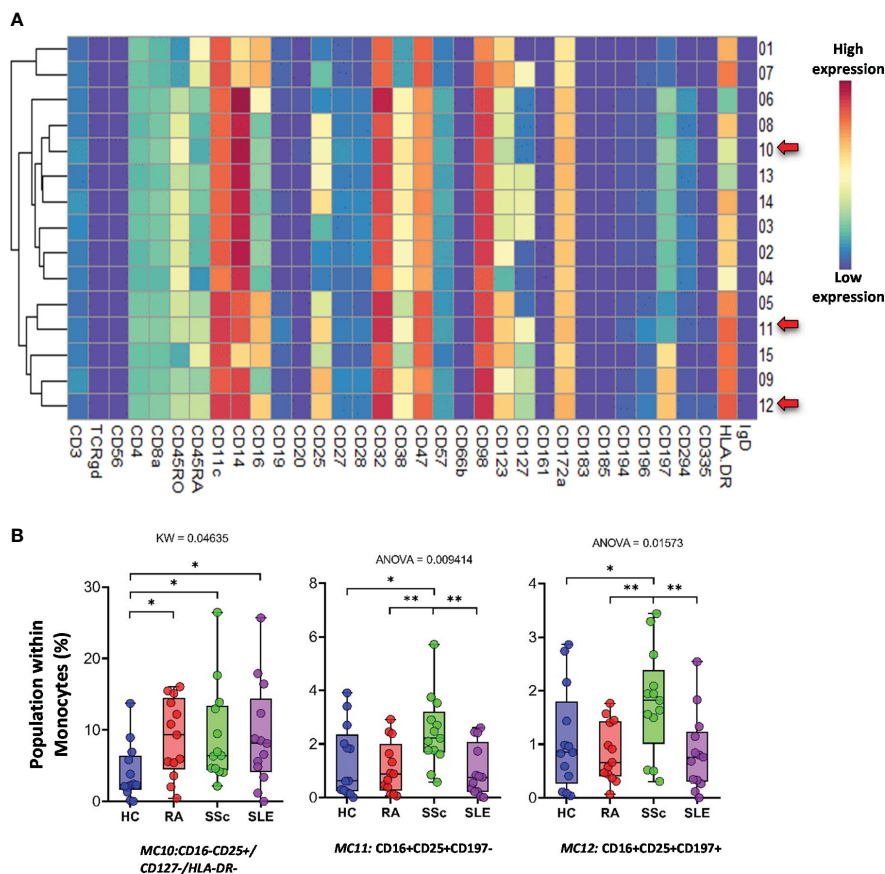 A
01
07
06
08
10
13
14
03
02
04
05
11
15
09
12
High
expression
Low
expression
CD3
TCRgd
CD56
CD4
CD8a
CD45RO
CD45RA
CD11c
CD14
CD16
CD19
CD20
CD25
CD27
CD28
CD32
CD38
CD47
CD57
CD66b
CD98
CD123
CD127
CD161
CD172a
CD183
CD185
CD194
CD196
CD197
CD294
CD335
HLA.DR
IgD
B
Population within
Monocytes (%)
KW = 0.04635
*
*
*
30
20
10
0
HC RA SSc SLE
MC10:CD16-CD25+/
CD127-/HLA-DR-
ANOVA = 0.009414
*
** **
8
6
4
2
0
HC RA SSc SLE
MC11: CD16+CD25+CD197-
ANOVA = 0.01573
*
** **
4
3
2
1
0
HC RA SSc SLE
MC12: CD16+CD25+CD197+